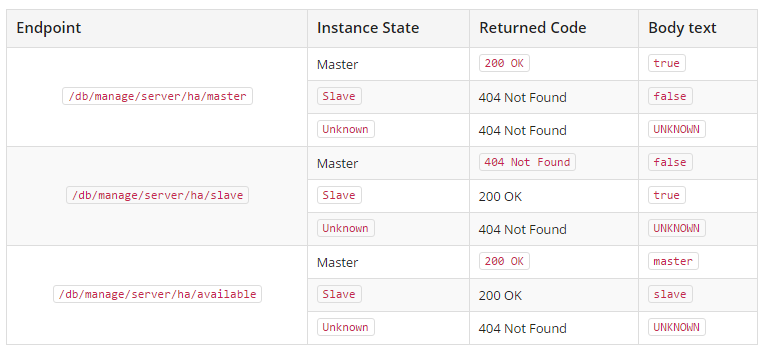 Endpoint Instance State Returned Code Body text
Master 200 OK true
/db/manage/server/ha/master Slave 404 Not Found false
Unknown 404 Not Found UNKNOWN
Master 404 Not Found false
/db/manage/server/ha/slave Slave 200 OK true
Unknown 404 Not Found UNKNOWN
Master 200 OK master
/db/manage/server/ha/available Slave 200 OK slave
Unknown 404 Not Found UNKNOWN